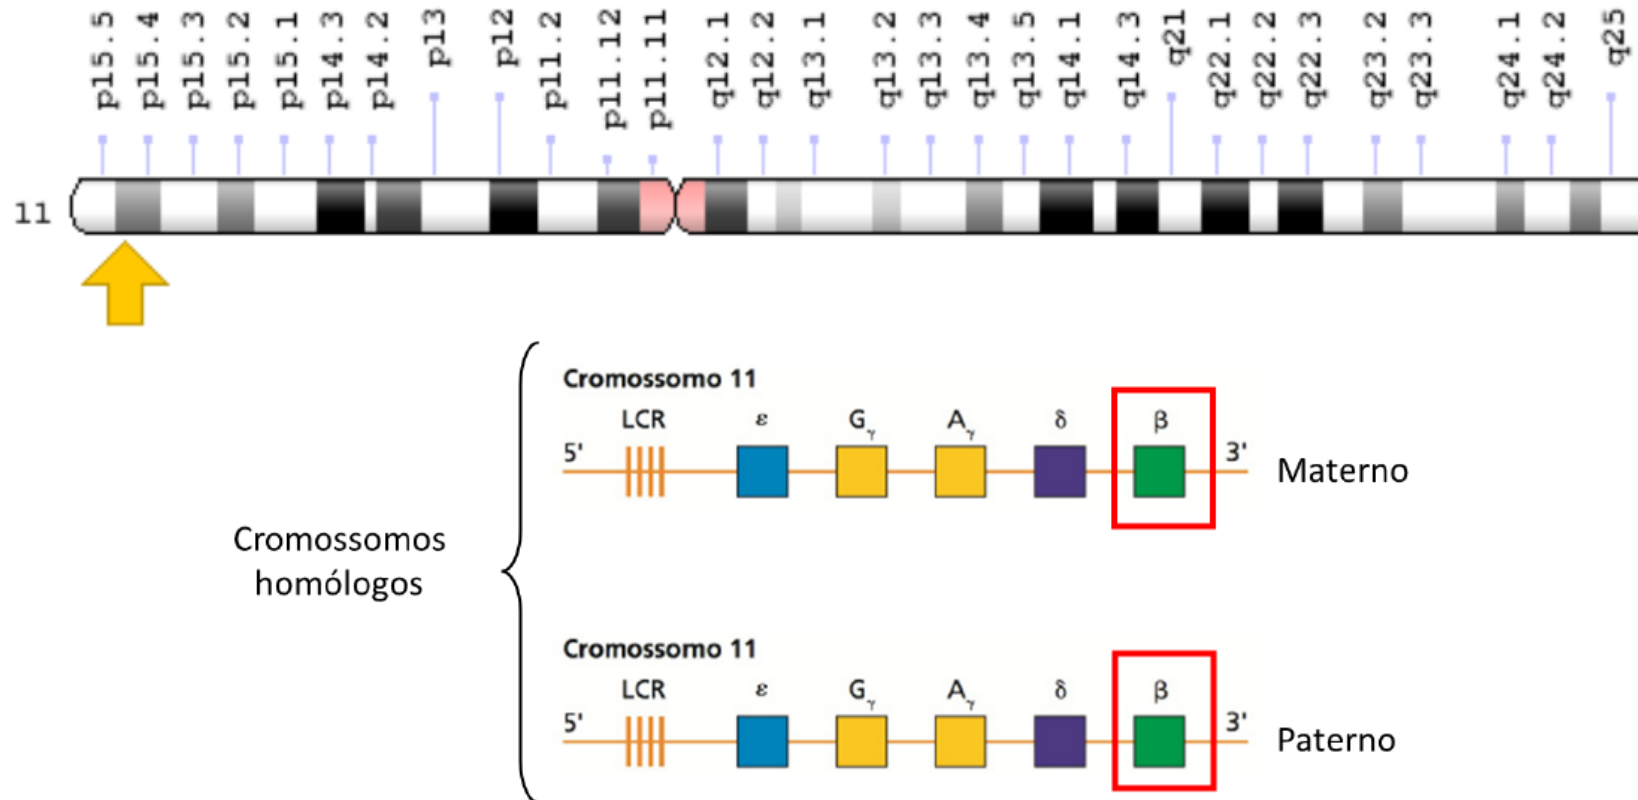 p15.5 p15.4 p15.3 p15.2 p15.1 p14.3 p14.2 p13 p12 p11.2 p11.12 p11.11 q12.1 q12.2 q13.1 q13.2 q13.3 q13.4 q13.5 q14.1 q14.3 q21 q22.1 q22.2 q22.3 q23.2 q23.3 q24.1 q24.2 q25
11
Cromossomo 11
LCR ε Gγ Aγ δ β
5' 3'
Materno
Cromossomos
homólogos
Cromossomo 11
LCR ε Gγ Aγ δ β
5' 3'
Paterno